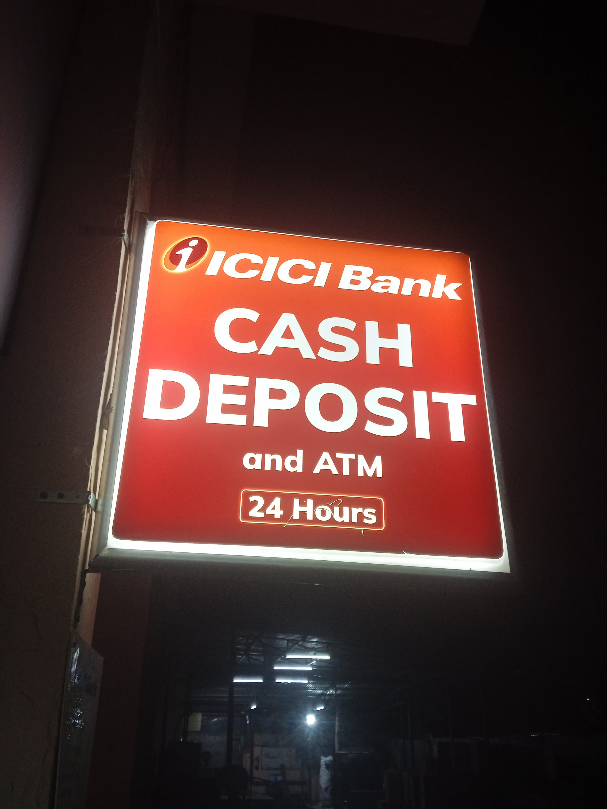 i ICICI Bank
CASH
DEPOSIT
and ATM
24 Hours